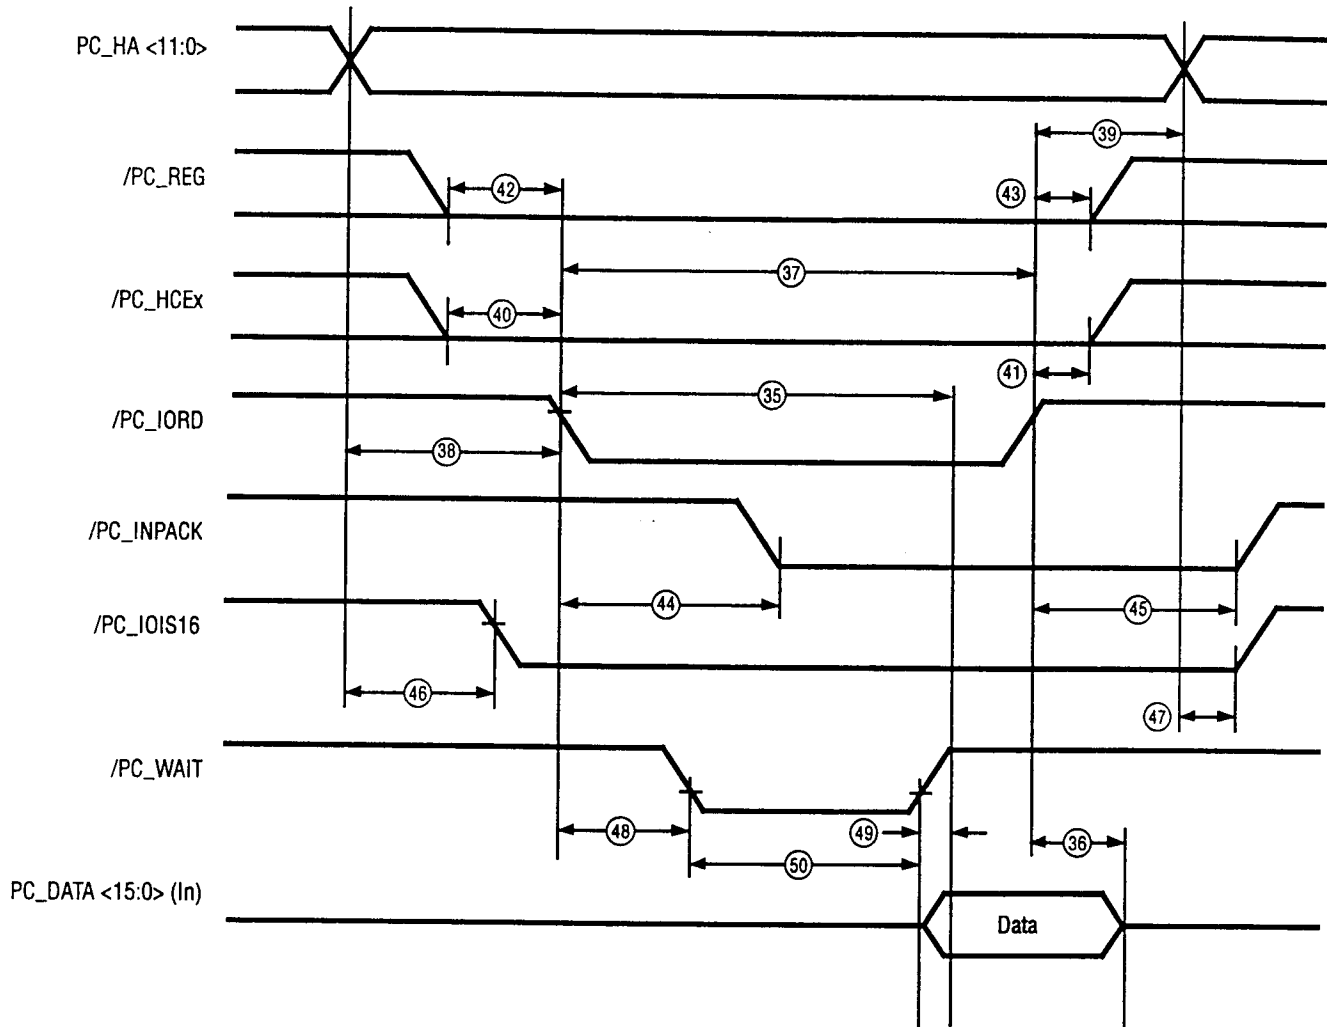 PC_HA <11:0>
39
/PC_REG
42
43
37
/PC_HCEx
40
41
35
/PC_IORD
38
/PC_INPACK
44
45
/PC_IOIS16
46
47
/PC_WAIT
48
49
36
50
PC_DATA <15:0> (In)
Data